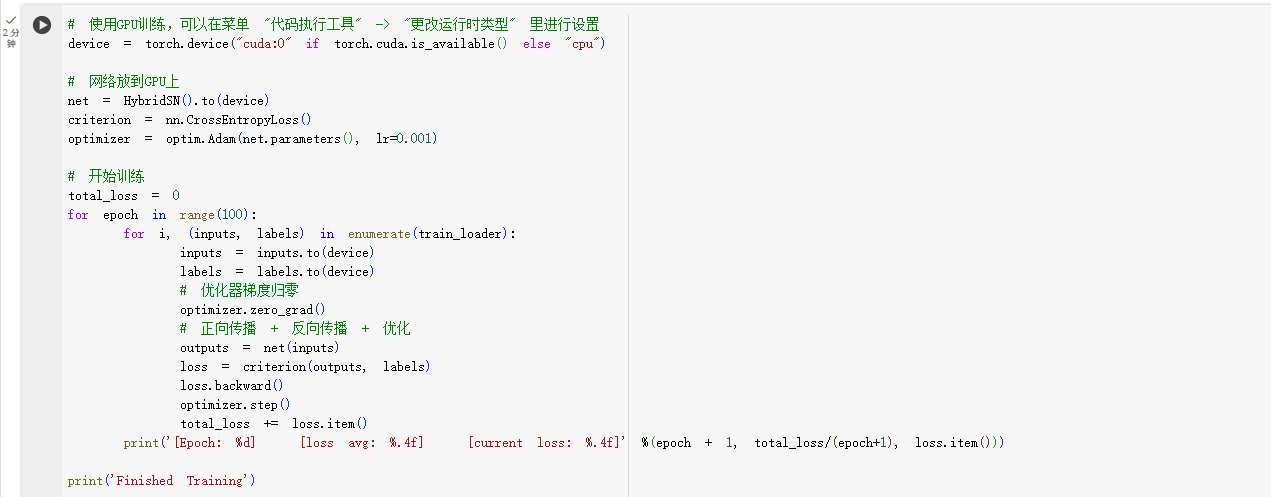 2 分
钟
# 使用GPU训练，可以在菜单 "代码执行工具" -> "更改运行时类型" 里进行设置
device = torch.device("cuda:0" if torch.cuda.is_available() else "cpu")
# 网络放到GPU上
net = HybridSN().to(device)
criterion = nn.CrossEntropyLoss()
optimizer = optim.Adam(net.parameters(), lr=0.001)
# 开始训练
total_loss = 0
for epoch in range(100):
    for i, (inputs, labels) in enumerate(train_loader):
        inputs = inputs.to(device)
        labels = labels.to(device)
        # 优化器梯度归零
        optimizer.zero_grad()
        # 正向传播 + 反向传播 + 优化
        outputs = net(inputs)
        loss = criterion(outputs, labels)
        loss.backward()
        optimizer.step()
        total_loss += loss.item()
    print('[Epoch: %d]   [loss avg: %.4f]   [current loss: %.4f]' %(epoch + 1, total_loss/(epoch+1), loss.item()))
print('Finished Training')